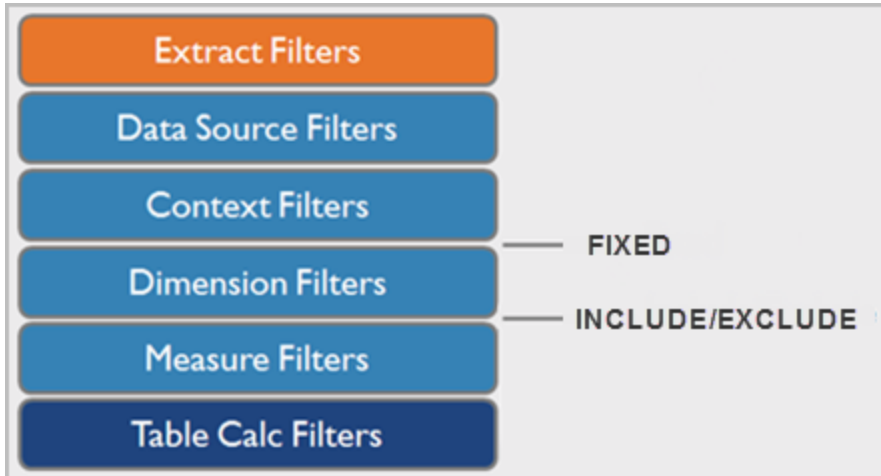 Extract Filters
Data Source Filters
Context Filters
FIXED
Dimension Filters
INCLUDE/EXCLUDE
Measure Filters
Table Calc Filters